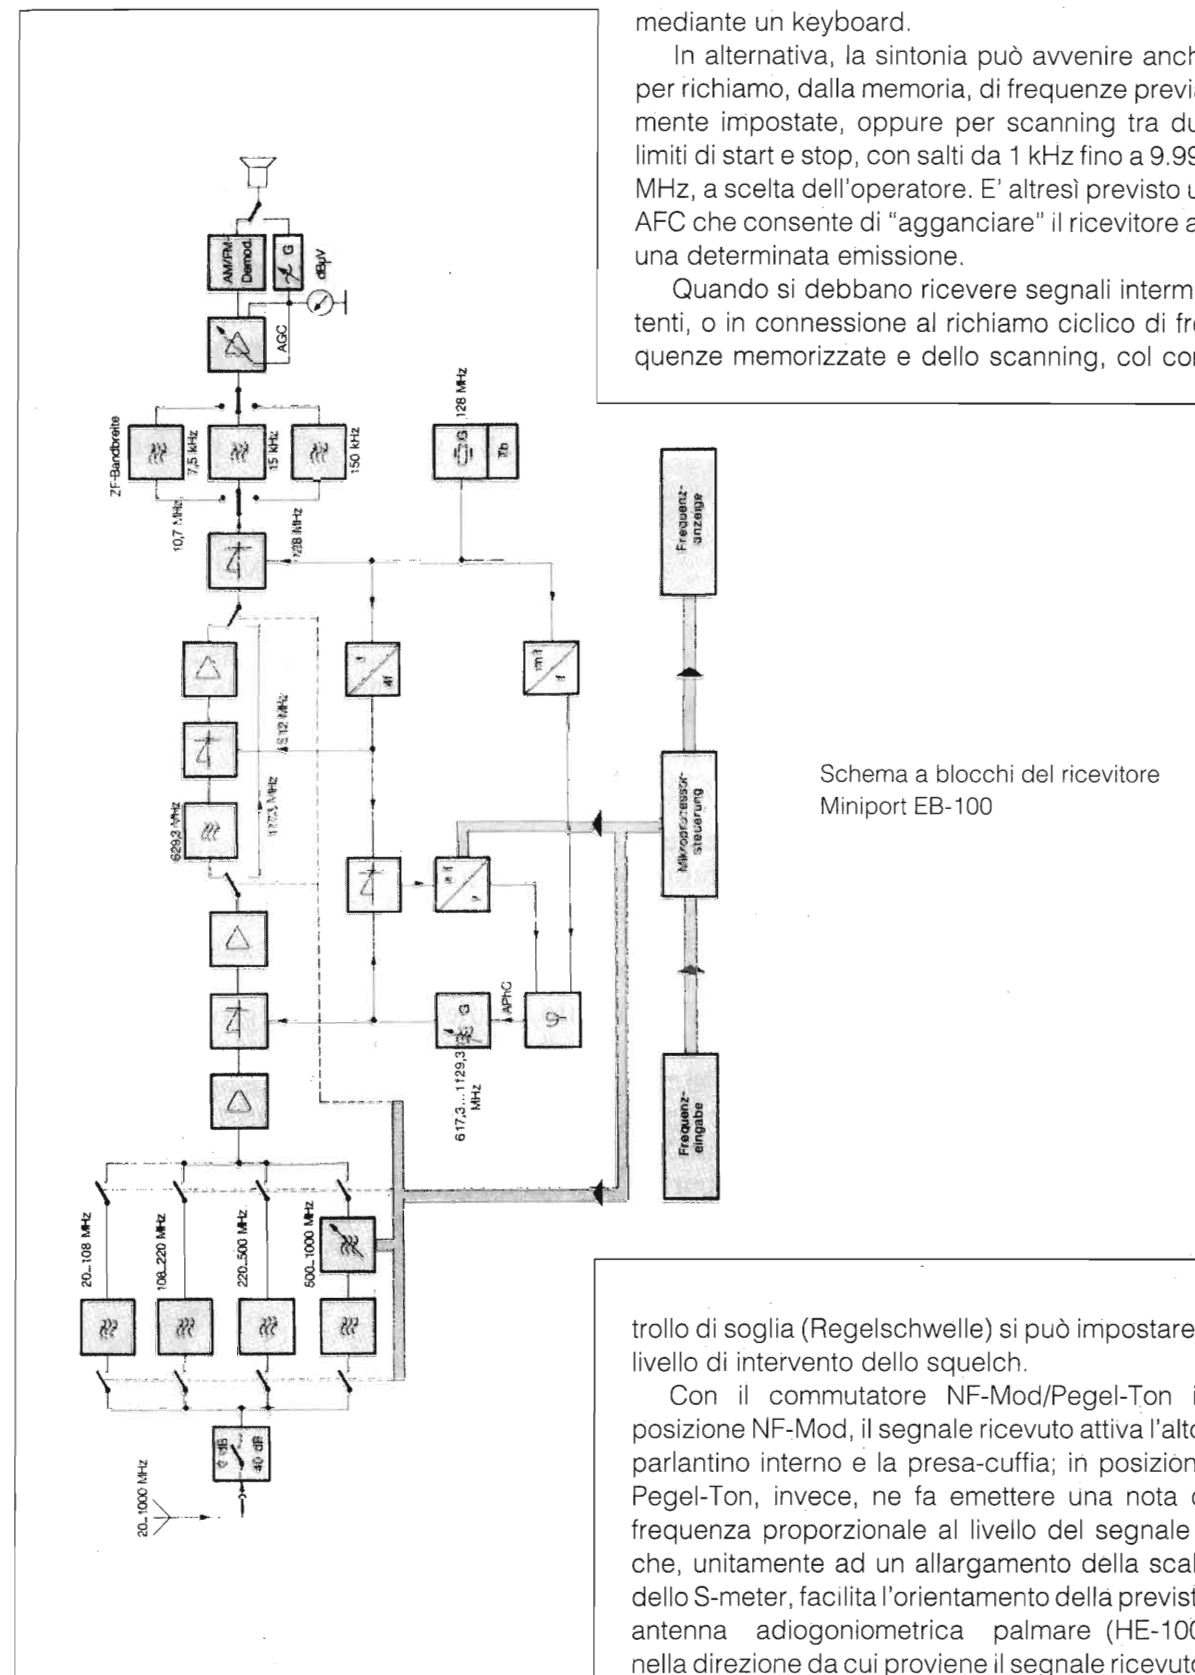 mediante un keyboard.
In alternativa, la sintonia può avvenire anch
per richiamo, dalla memoria, di frequenze previa
mente impostate, oppure per scanning tra du
limiti di start e stop, con salti da 1 kHz fino a 9.99
MHz, a scelta dell'operatore. E' altresì previsto u
AFC che consente di "agganciare" il ricevitore a
una determinata emissione.
Quando si debbano ricevere segnali interm
tenti, o in connessione al richiamo ciclico di fre
quenze memorizzate e dello scanning, col con
AM/FM-
Demod.
G
dBµV
AGC
ZF-Bandbreite
7,5 kHz
15 kHz
150 kHz
10,7 MHz
128 MHz
G
128 MHz
Th
Frequenz-
anzeige
f
4f
629,3 MHz
512 MHz
Mikroprozessor-
steuerung
Schema a blocchi del ricevitore
Miniport EB-100
φ
APhC
G
617,3...1129,3
MHz
Frequenz-
eingabe
20...108 MHz
108...220 MHz
220...500 MHz
500...1000 MHz
0 dB
40 dB
20...1000 MHz
trollo di soglia (Regelschwelle) si può impostare
livello di intervento dello squelch.
Con il commutatore NF-Mod/Pegel-Ton i
posizione NF-Mod, il segnale ricevuto attiva l'alto
parlantino interno e la presa-cuffia; in posizion
Pegel-Ton, invece, ne fa emettere una nota d
frequenza proporzionale al livello del segnale
che, unitamente ad un allargamento della scal
dello S-meter, facilita l'orientamento della previst
antenna adiogoniometrica palmare (HE-100
nella direzione da cui proviene il segnale ricevuto